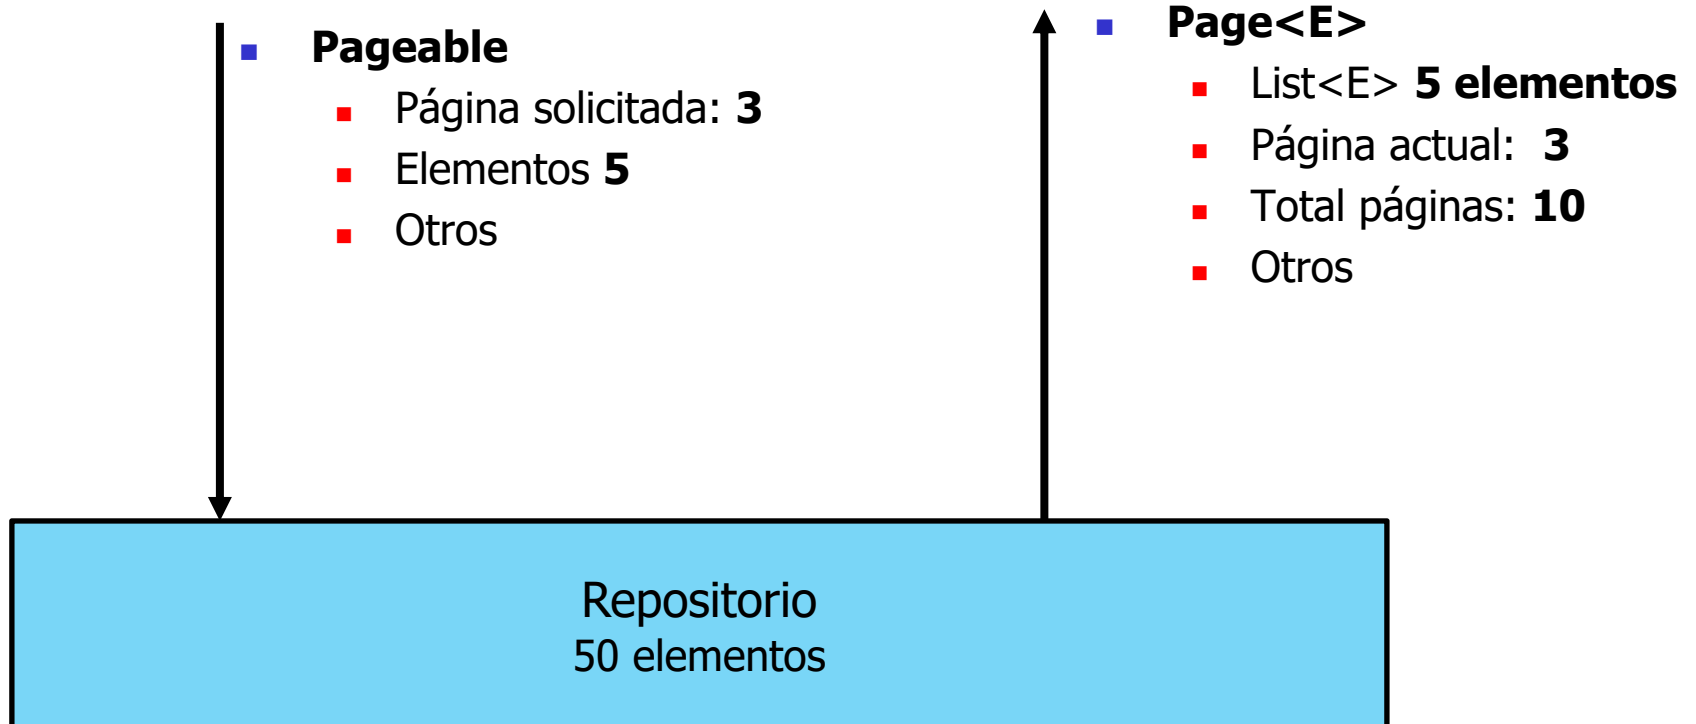 Pageable
Página solicitada: 3
Elementos 5
Otros
Page<E>
List<E> 5 elementos
Página actual: 3
Total páginas: 10
Otros
Repositorio
50 elementos